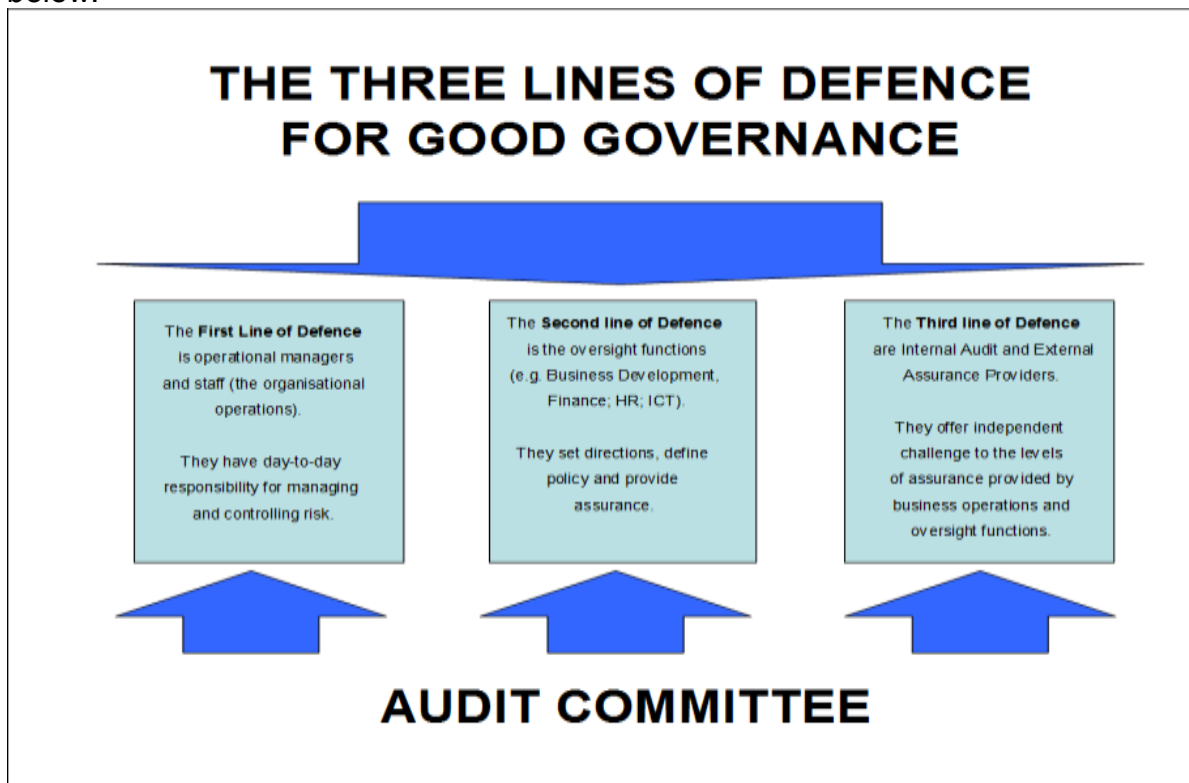 below.
THE THREE LINES OF DEFENCE
FOR GOOD GOVERNANCE
The First Line of Defence
is operational managers
and staff (the organisational
operations).
They have day-to-day
responsibility for managing
and controlling risk.
The Second line of Defence
is the oversight functions
(e.g. Business Development,
Finance; HR; ICT).
They set directions, define
policy and provide
assurance.
The Third line of Defence
are Internal Audit and External
Assurance Providers.
They offer independent
challenge to the levels
of assurance provided by
business operations and
oversight functions.
AUDIT COMMITTEE